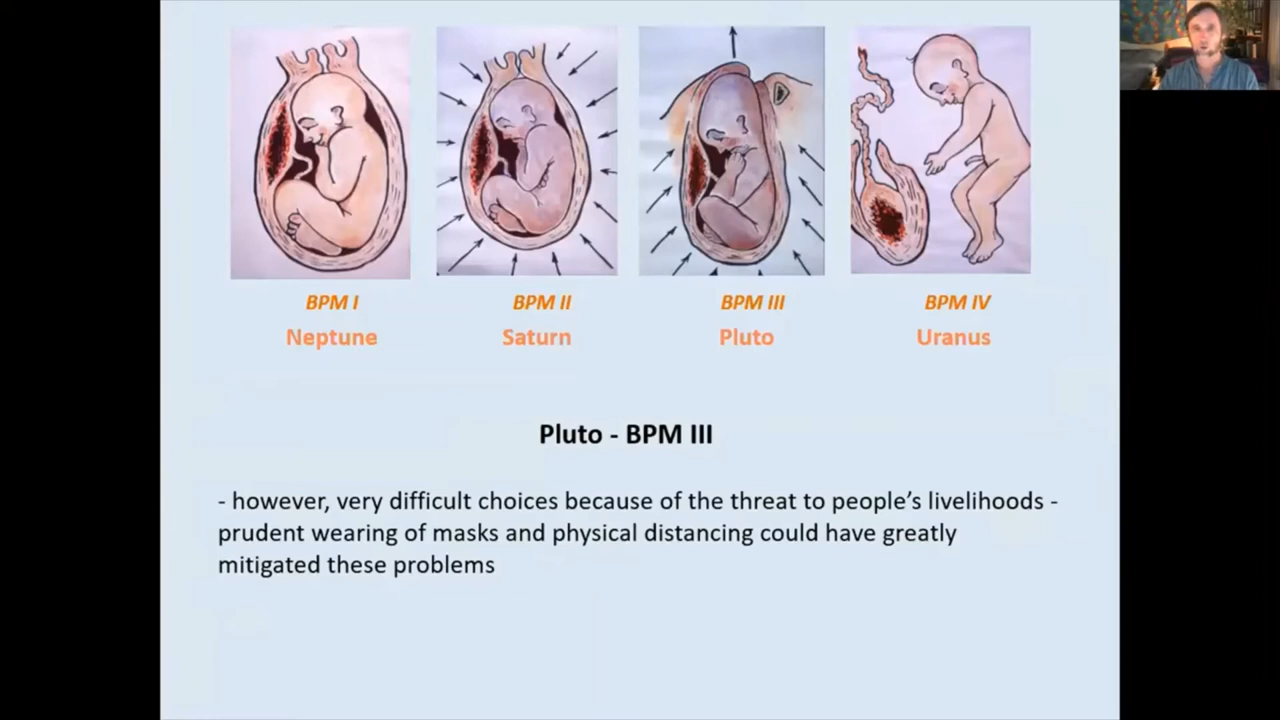 BPM I
BPM II
BPM III
BPM IV
Neptune
Saturn
Pluto
Uranus
Pluto - BPM III
- however, very difficult choices because of the threat to people’s livelihoods -
prudent wearing of masks and physical distancing could have greatly
mitigated these problems